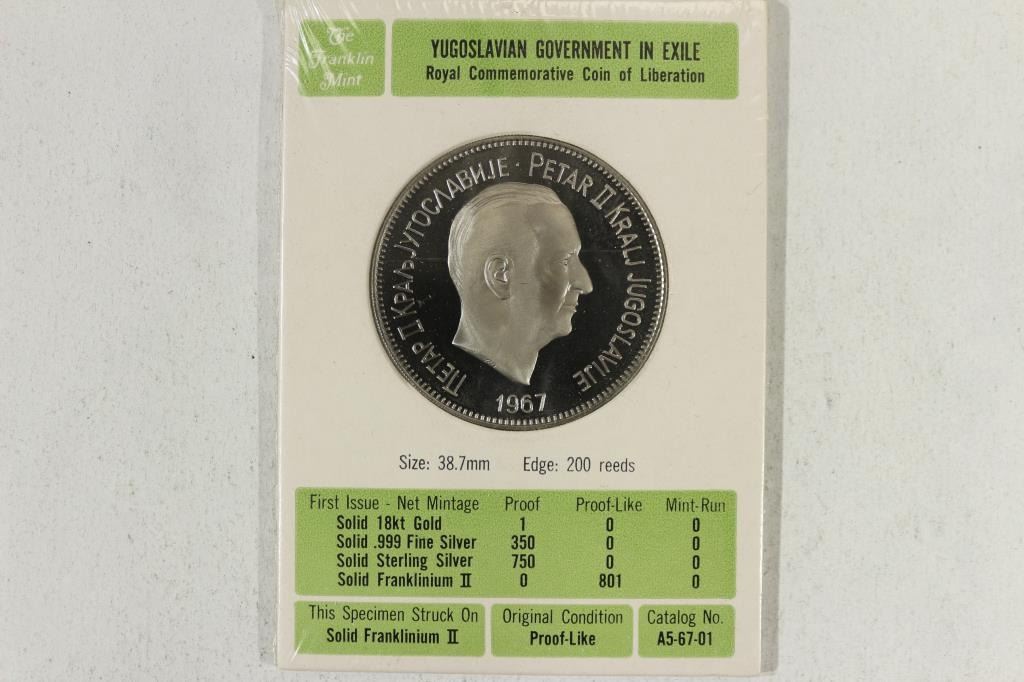 The
Franklin
Mint
YUGOSLAVIAN GOVERNMENT IN EXILE
Royal Commemorative Coin of Liberation
ПЕТАР II КРАЉ ЈУГОСЛАВИЈЕ · PETAR II KRALJ JUGOSLAVIJE
1967
Size: 38.7mm Edge: 200 reeds
First Issue - Net Mintage Proof Proof-Like Mint-Run
Solid 18kt Gold 1 0 0
Solid .999 Fine Silver 350 0 0
Solid Sterling Silver 750 0 0
Solid Franklinium II 0 801 0
This Specimen Struck On
Solid Franklinium II
Original Condition
Proof-Like
Catalog No.
A5-67-01